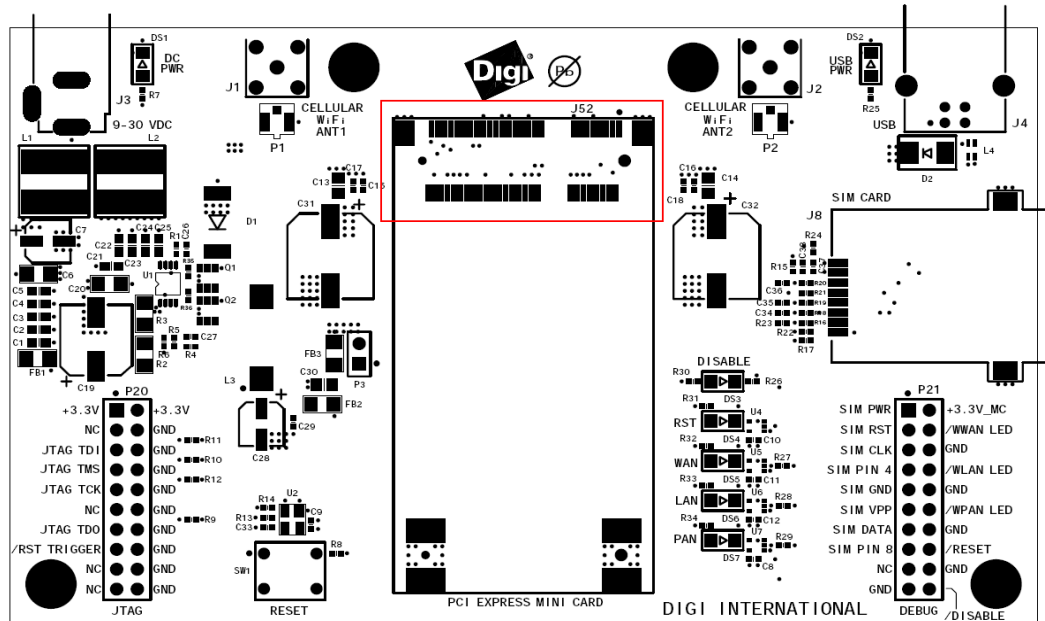 DS1
DC
PWR
R7
J3
9-30 VDC
J1
CELLULAR
WiFi
ANT1
P1
Digi®
Pb
J52
CELLULAR
WiFi
ANT2
P2
J2
DS2
USB
PWR
R25
USB
J4
L4
D2
L1
L2
C7
C6
C5
C4
C3
C2
C1
FB1
C24
C25
C22
C21
C23
C20
R1
C26
U1
R35
R36
Q1
Q2
D1
C27
R3
R5
R6
R4
R2
C19
C17
C13
C15
C31
C16
C18
C14
C32
SIM CARD
J8
R24
C38
C37
R15
C36
R20
R21
C35
R19
C34
R18
R23
R16
R22
R17
FB3
P3
C30
FB2
L3
C29
C28
DISABLE
R30
R26
DS3
R31
RST
U4
DS4
C10
R32
WAN
U5
R27
DS5
C11
R33
LAN
U6
R28
DS6
C12
R34
PAN
U7
R29
DS7
C8
P20
+3.3V +3.3V
NC GND
JTAG TDI GND
JTAG TMS GND
JTAG TCK GND
NC GND
JTAG TDO GND
/RST TRIGGER GND
NC GND
NC GND
JTAG
R11
R10
R12
R9
U2
R14
R13
C33
C9
SW1
R8
RESET
PCI EXPRESS MINI CARD
DIGI INTERNATIONAL
P21
SIM PWR +3.3V_MC
SIM RST /WWAN LED
SIM CLK GND
SIM PIN 4 /WLAN LED
SIM GND GND
SIM VPP /WPAN LED
SIM DATA GND
SIM PIN 8 /RESET
NC GND
GND
DEBUG
/DISABLE